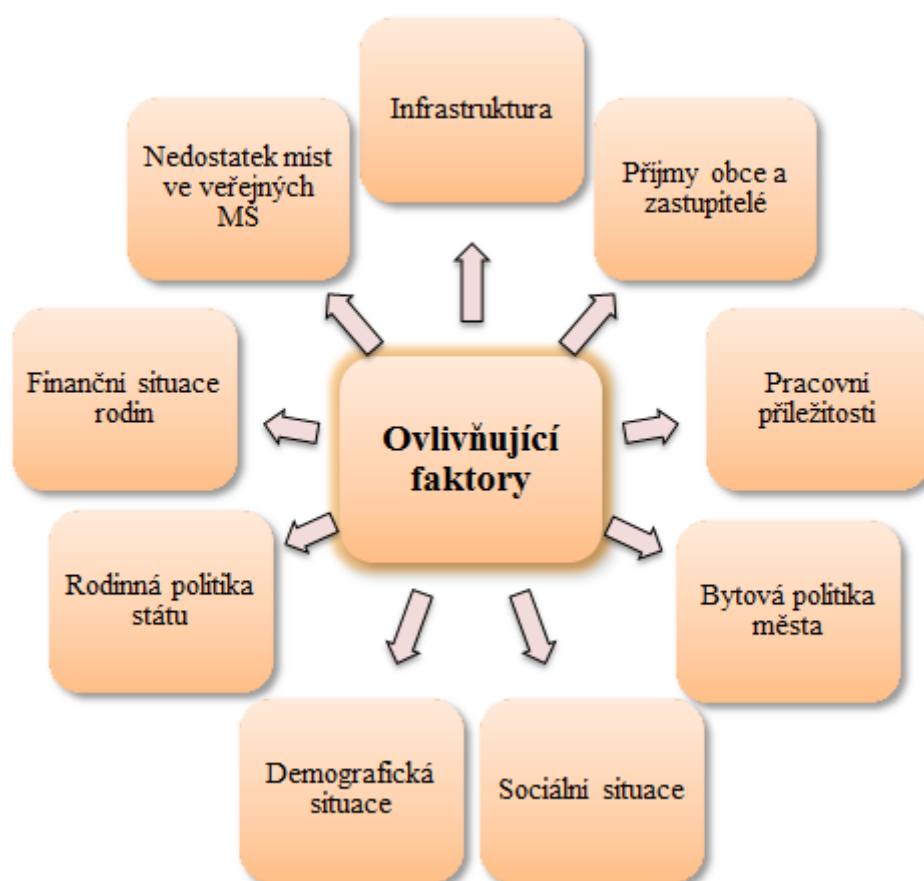 Infrastruktura
Nedostatek míst
ve veřejných
MŠ
Příjmy obce a
zastupitelé
Finanční situace
rodin
Ovlivňující
faktory
Pracovní
příležitosti
Rodinná politika
státu
Bytová politika
města
Demografická
situace
Sociální situace